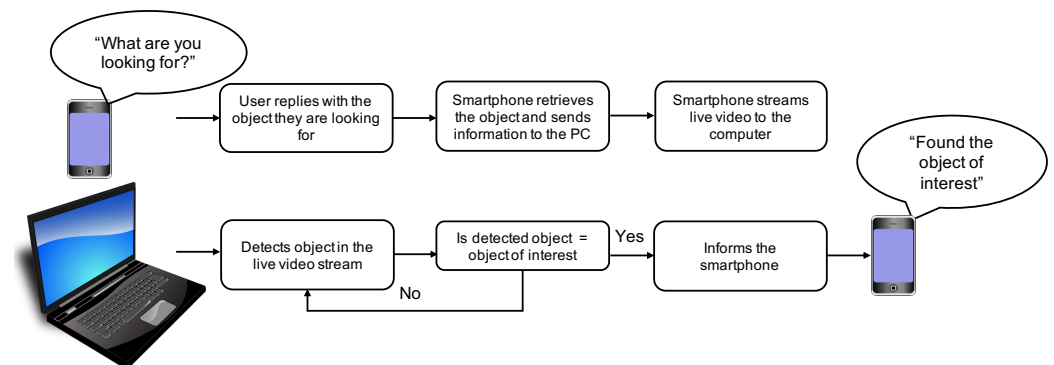 “What are you
looking for?”
User replies with the
object they are looking
for
Smartphone retrieves
the object and sends
information to the PC
Smartphone streams
live video to the
computer
“Found the
object of
interest”
Detects object in the
live video stream
Is detected object =
object of interest
Yes
Informs the
smartphone
No